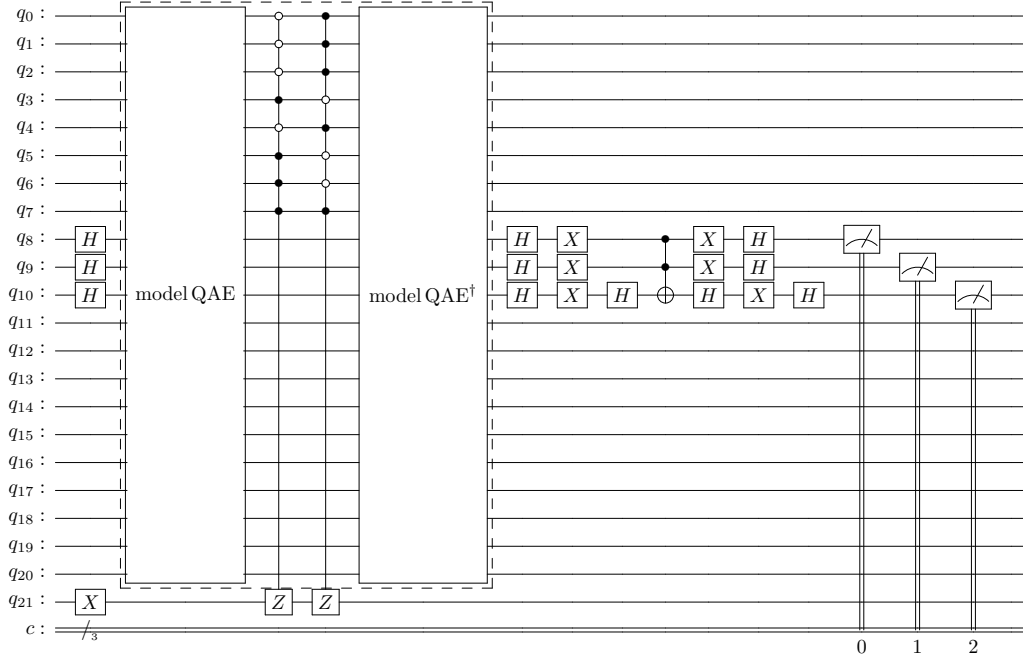 q₀ :
q₁ :
q₂ :
q₃ :
q₄ :
q₅ :
q₆ :
q₇ :
q₈ : H H X X H
q₉ : H H X X H
q₁₀ : H model QAE model QAE† H X H H X H
q₁₁ :
q₁₂ :
q₁₃ :
q₁₄ :
q₁₅ :
q₁₆ :
q₁₇ :
q₁₈ :
q₁₉ :
q₂₀ :
q₂₁ : X Z Z
c : /₃
0 1 2